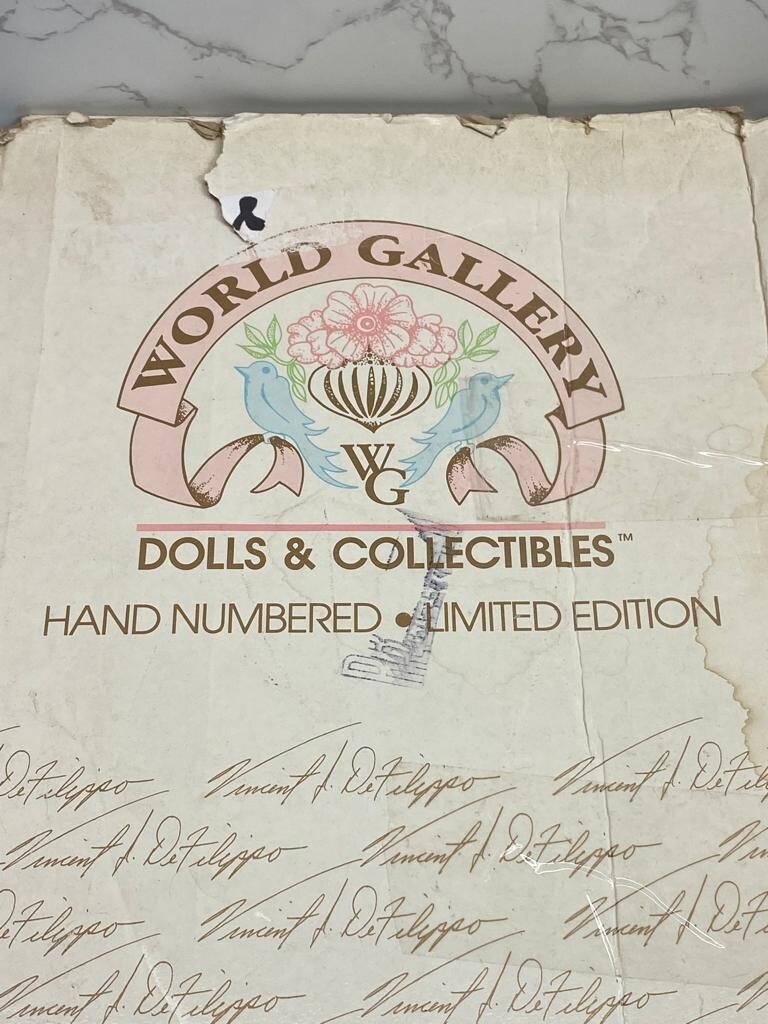 WORLD GALLERY
WG
DOLLS & COLLECTIBLES™
HAND NUMBERED • LIMITED EDITION
DeFilippo Vincent J. DeFilippo Vincent J. DeFilippo
Vincent J. DeFilippo Vincent J. DeFilippo
DeFilippo Vincent J. DeFilippo Vincent J. DeFilippo
Vincent J. DeFilippo Vincent J. DeFilippo